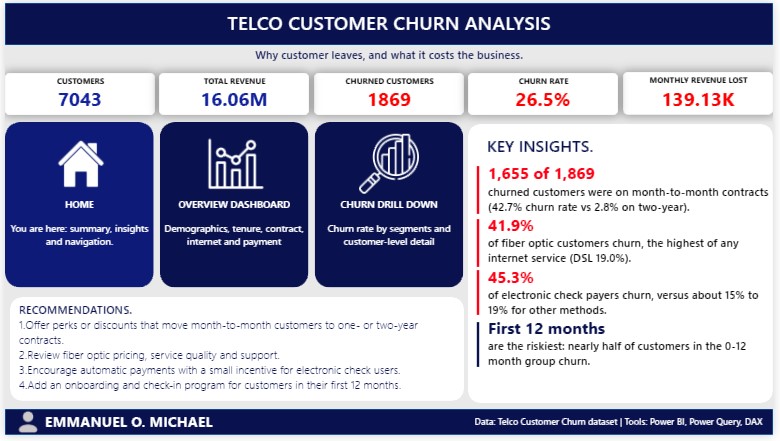 TELCO CUSTOMER CHURN ANALYSIS
Why customer leaves, and what it costs the business.
CUSTOMERS
7043
TOTAL REVENUE
16.06M
CHURNED CUSTOMERS
1869
CHURN RATE
26.5%
MONTHLY REVENUE LOST
139.13K
HOME
You are here: summary, insights
and navigation.
OVERVIEW DASHBOARD
Demographics, tenure, contract,
internet and payment
CHURN DRILL DOWN
Churn rate by segments and
customer-level detail
KEY INSIGHTS.
1,655 of 1,869
churned customers were on month-to-month contracts
(42.7% churn rate vs 2.8% on two-year).
41.9%
of fiber optic customers churn, the highest of any
internet service (DSL 19.0%).
45.3%
of electronic check payers churn, versus about 15% to
19% for other methods.
First 12 months
are the riskiest: nearly half of customers in the 0-12
month group churn.
RECOMMENDATIONS.
1.Offer perks or discounts that move month-to-month customers to one- or two-year
contracts.
2.Review fiber optic pricing, service quality and support.
3.Encourage automatic payments with a small incentive for electronic check users.
4.Add an onboarding and check-in program for customers in their first 12 months.
EMMANUEL O. MICHAEL
Data: Telco Customer Churn dataset | Tools: Power BI, Power Query, DAX